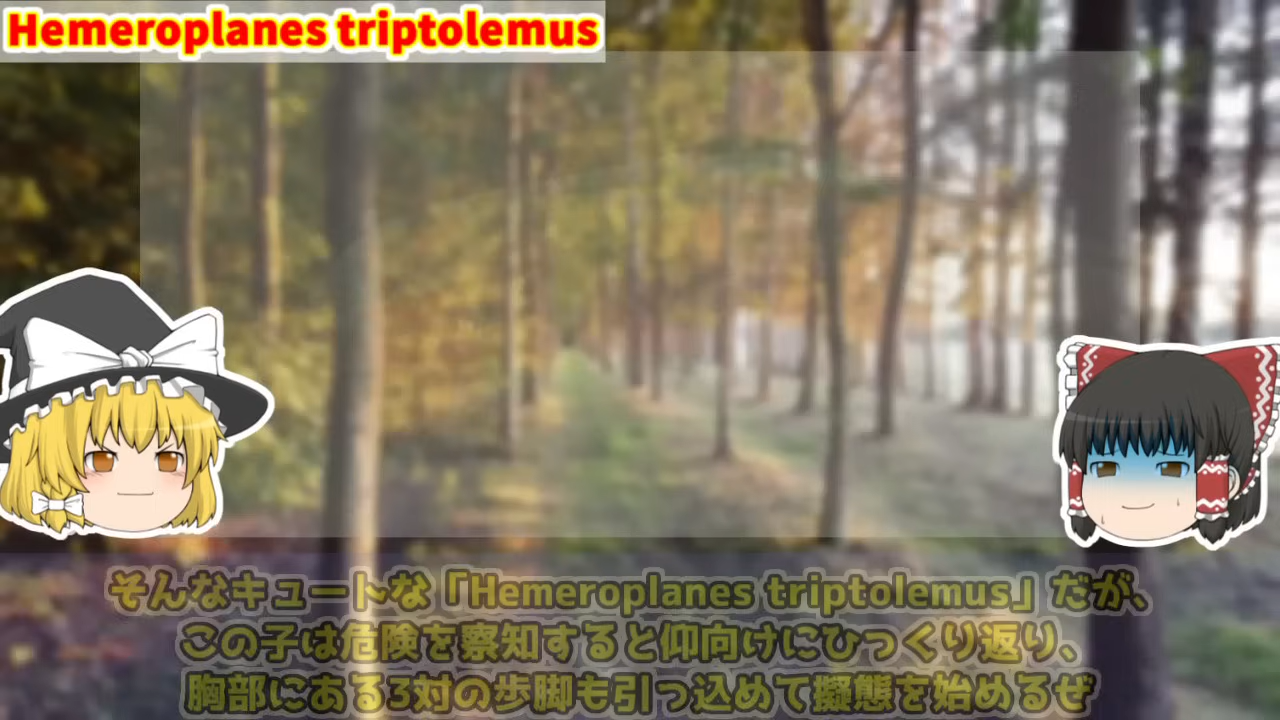 Hemeroplanes triptolemus
そんなキュートな「Hemeroplanes triptolemus」だが、
この子は危険を察知すると仰向けにひっくり返り、
胸部にある3対の歩脚も引っ込めて擬態を始めるぜ